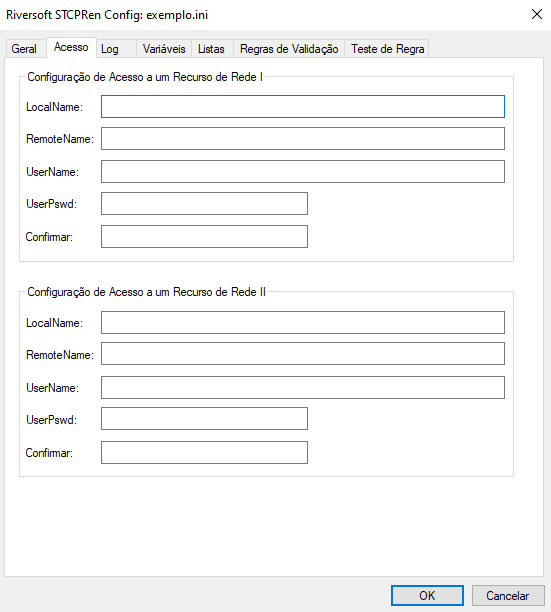 Riversoft STCPRen Config: exemplo.ini
Geral Acesso Log Variáveis Listas Regras de Validação Teste de Regra
Configuração de Acesso a um Recurso de Rede I
LocalName:
RemoteName:
UserName:
UserPswd:
Confirmar:
Configuração de Acesso a um Recurso de Rede II
LocalName:
RemoteName:
UserName:
UserPswd:
Confirmar:
OK Cancelar